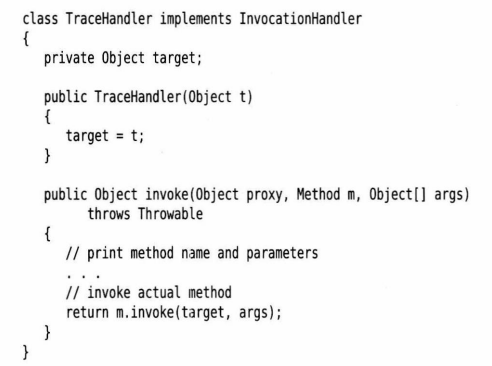 class TraceHandler implements InvocationHandler
{
private Object target;
public TraceHandler(Object t)
{
target = t;
}
public Object invoke(Object proxy, Method m, Object[] args)
throws Throwable
{
// print method name and parameters
. . .
// invoke actual method
return m.invoke(target, args);
}
}